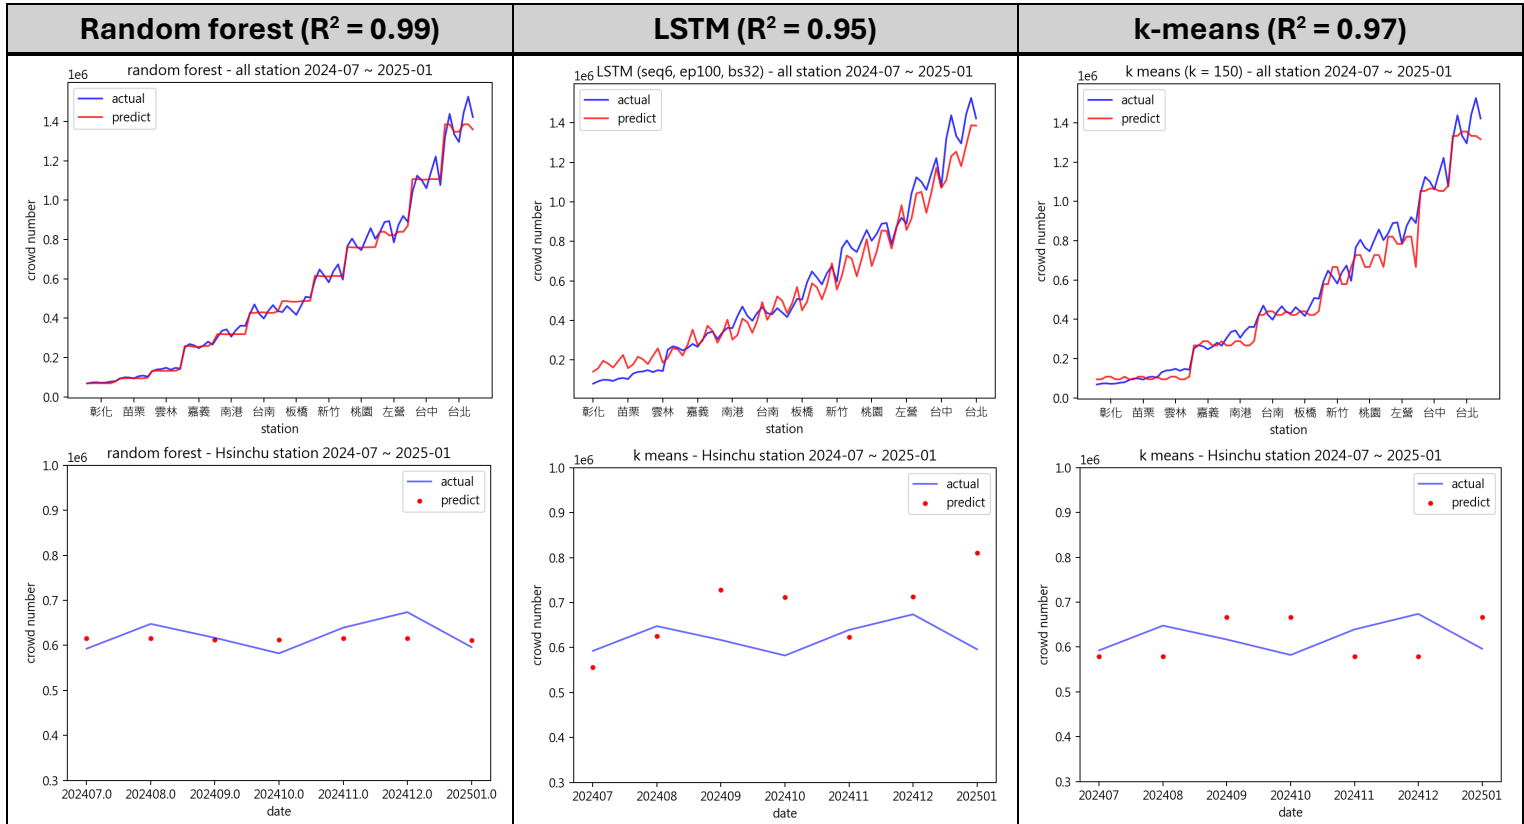 Random forest (R² = 0.99)
LSTM (R² = 0.95)
k-means (R² = 0.97)
random forest - all station 2024-07 ~ 2025-01
1e6
actual
predict
1.4
1.2
1.0
0.8
0.6
0.4
0.2
0.0
crowd number
彰化 苗栗 雲林 嘉義 南港 台南 板橋 新竹 桃園 左營 台中 台北
station
LSTM (seq6, ep100, bs32) - all station 2024-07 ~ 2025-01
1e6
actual
predict
1.4
1.2
1.0
0.8
0.6
0.4
0.2
crowd number
彰化 苗栗 雲林 嘉義 南港 台南 板橋 新竹 桃園 左營 台中 台北
station
k means (k = 150) - all station 2024-07 ~ 2025-01
1e6
actual
predict
1.4
1.2
1.0
0.8
0.6
0.4
0.2
0.0
crowd number
彰化 苗栗 雲林 嘉義 南港 台南 板橋 新竹 桃園 左營 台中 台北
station
random forest - Hsinchu station 2024-07 ~ 2025-01
1e6
actual
predict
1.0
0.9
0.8
0.7
0.6
0.5
0.4
0.3
crowd number
202407.0 202408.0 202409.0 202410.0 202411.0 202412.0 202501.0
date
k means - Hsinchu station 2024-07 ~ 2025-01
1e6
actual
predict
1.0
0.9
0.8
0.7
0.6
0.5
0.4
0.3
crowd number
202407 202408 202409 202410 202411 202412 202501
date
k means - Hsinchu station 2024-07 ~ 2025-01
1e6
actual
predict
1.0
0.9
0.8
0.7
0.6
0.5
0.4
0.3
crowd number
202407 202408 202409 202410 202411 202412 202501
date